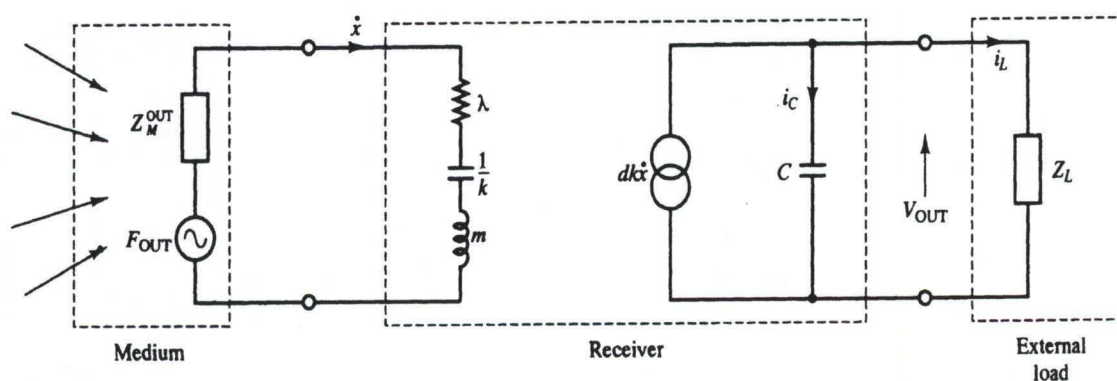 ẋ
i_L
λ
Z_M^OUT
i_C
1/k
dkẋ
C
Z_L
V_OUT
F_OUT
m
Medium
Receiver
External
load